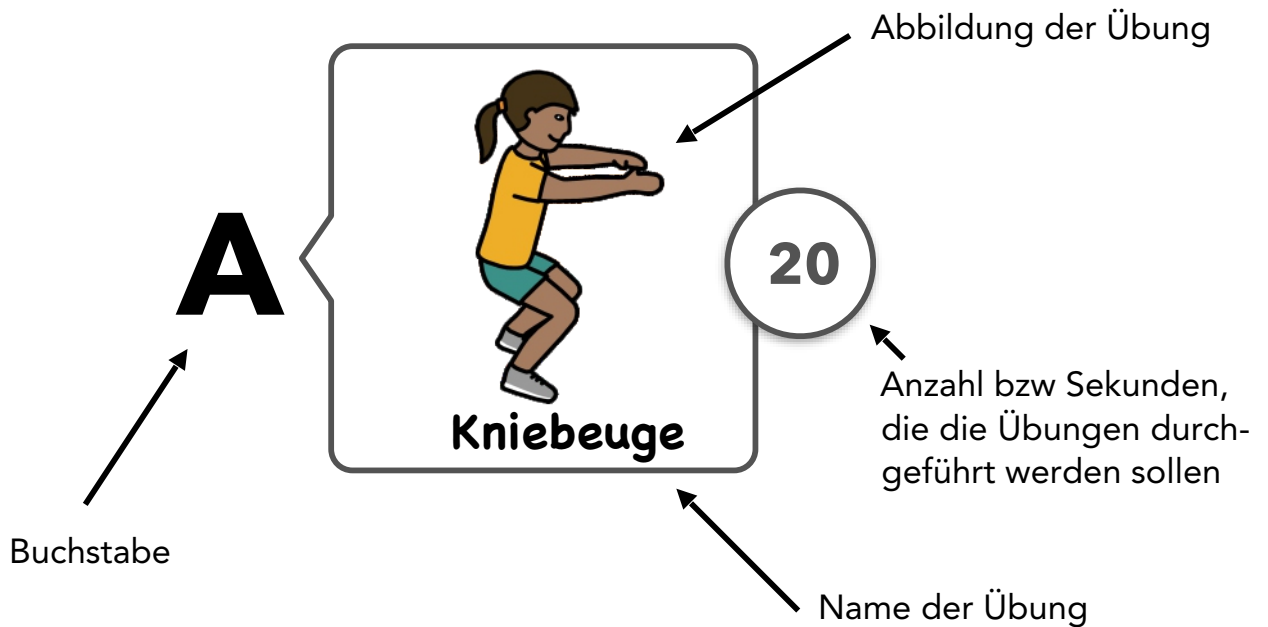 Abbildung der Übung
A
20
Kniebeuge
Anzahl bzw Sekunden,
die die Übungen durch-
geführt werden sollen
Buchstabe
Name der Übung